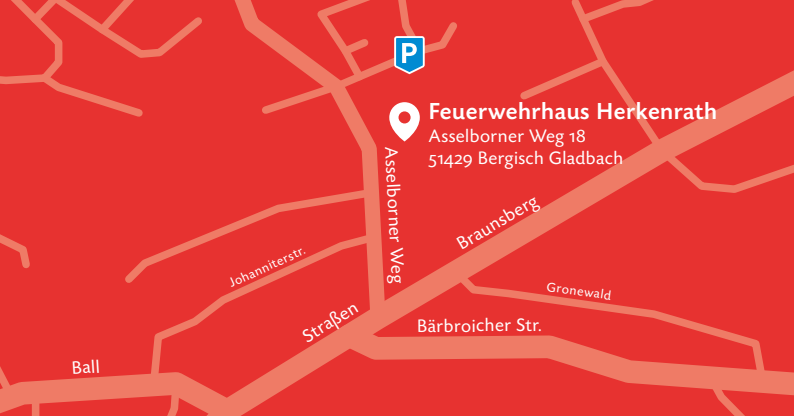 P
Feuerwehrhaus Herkenrath
Asselborner Weg 18
51429 Bergisch Gladbach
Asselborner Weg
Braunsberg
Johanniterstr.
Gronewald
Straßen
Bärbroicher Str.
Ball